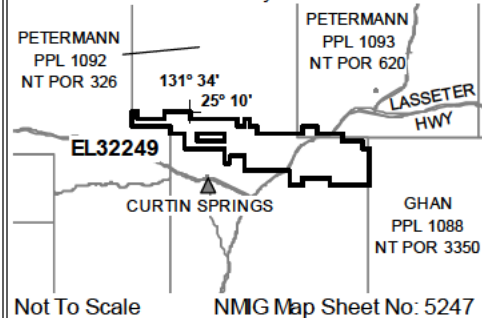 PETERMANN
PPL 1092
NT POR 326
PETERMANN
PPL 1093
NT POR 620
131° 34'
25° 10'
LASSETER
HWY
EL32249
CURTIN SPRINGS
GHAN
PPL 1088
NT POR 3350
Not To Scale
NMIG Map Sheet No: 5247